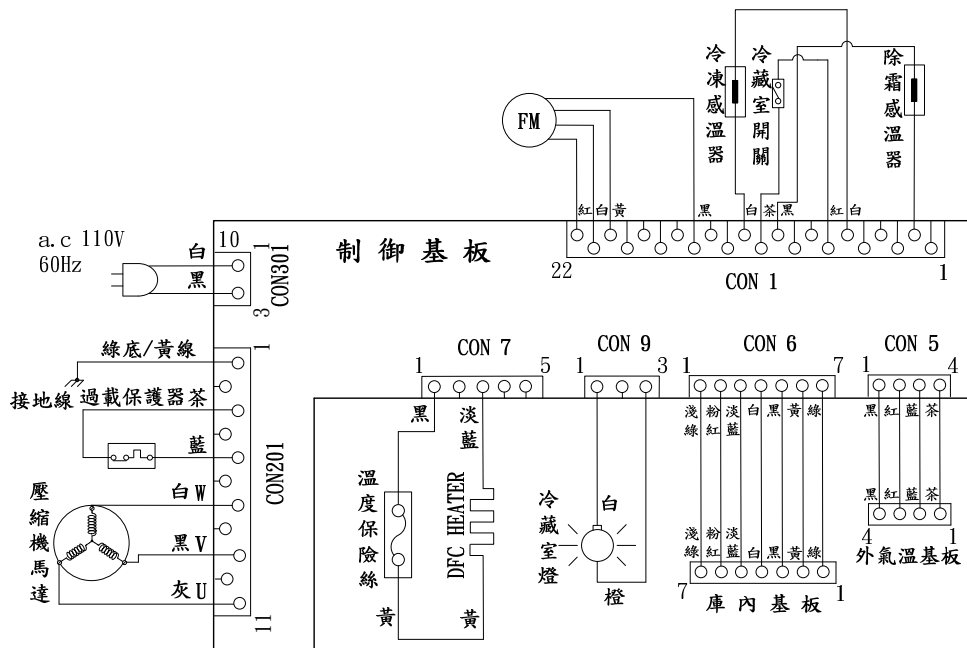 冷凍感溫器
冷藏室開關
除霜感溫器
FM
紅 白 黃 黑 白 茶 黑 紅 白
a.c 110V
60Hz
白
黑
10
1
3
CON301
制御基板
22
1
CON 1
綠底/黃線
接地線
過載保護器 茶
藍
白 W
黑 V
灰 U
1
11
CON201
壓縮機馬達
CON 7
1
5
黑
淡藍
溫度保險絲
DFC HEATER
黃
黃
CON 9
1
3
冷藏室燈
白
橙
CON 6
1
7
淺綠 粉紅 淡藍 白 黑 黃 綠
淺綠 粉紅 淡藍 白 黑 黃 綠
7
1
庫內基板
CON 5
1
4
黑 紅 藍 茶
黑 紅 藍 茶
4
1
外氣溫基板